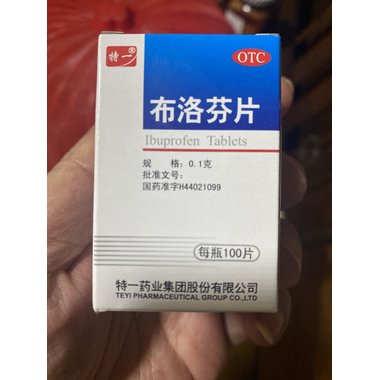 特一®
OTC
布洛芬片
Ibuprofen Tablets
规 格：0.1克
批准文号：
国药准字H44021099
每瓶100片
特一药业集团股份有限公司
TEYI PHARMACEUTICAL GROUP CO.,LTD